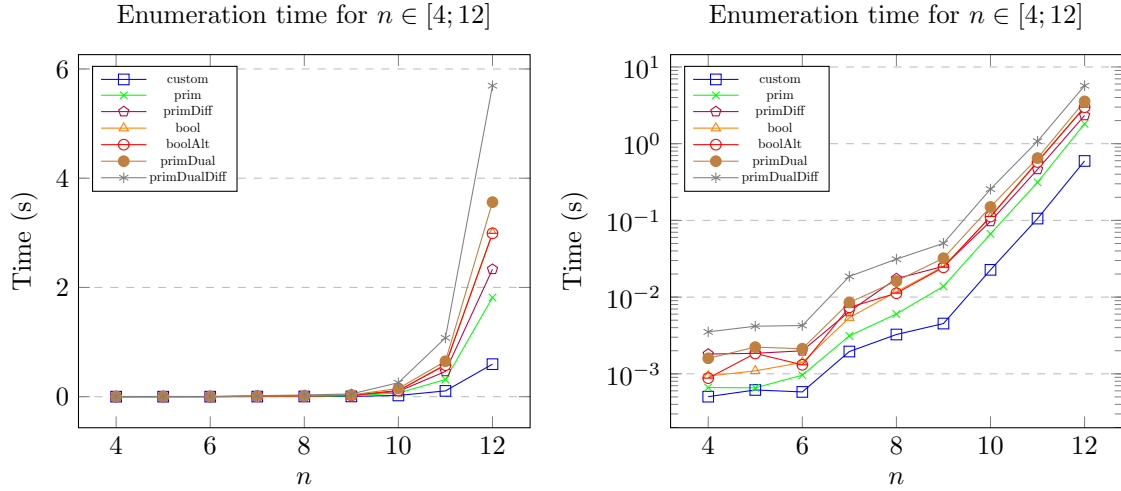 Enumeration time for n ∈ [4; 12]
Time (s)
6
4
2
0
custom
prim
primDiff
bool
boolAlt
primDual
primDualDiff
4 6 8 10 12
n
Enumeration time for n ∈ [4; 12]
Time (s)
10^1
10^0
10^−1
10^−2
10^−3
custom
prim
primDiff
bool
boolAlt
primDual
primDualDiff
4 6 8 10 12
n